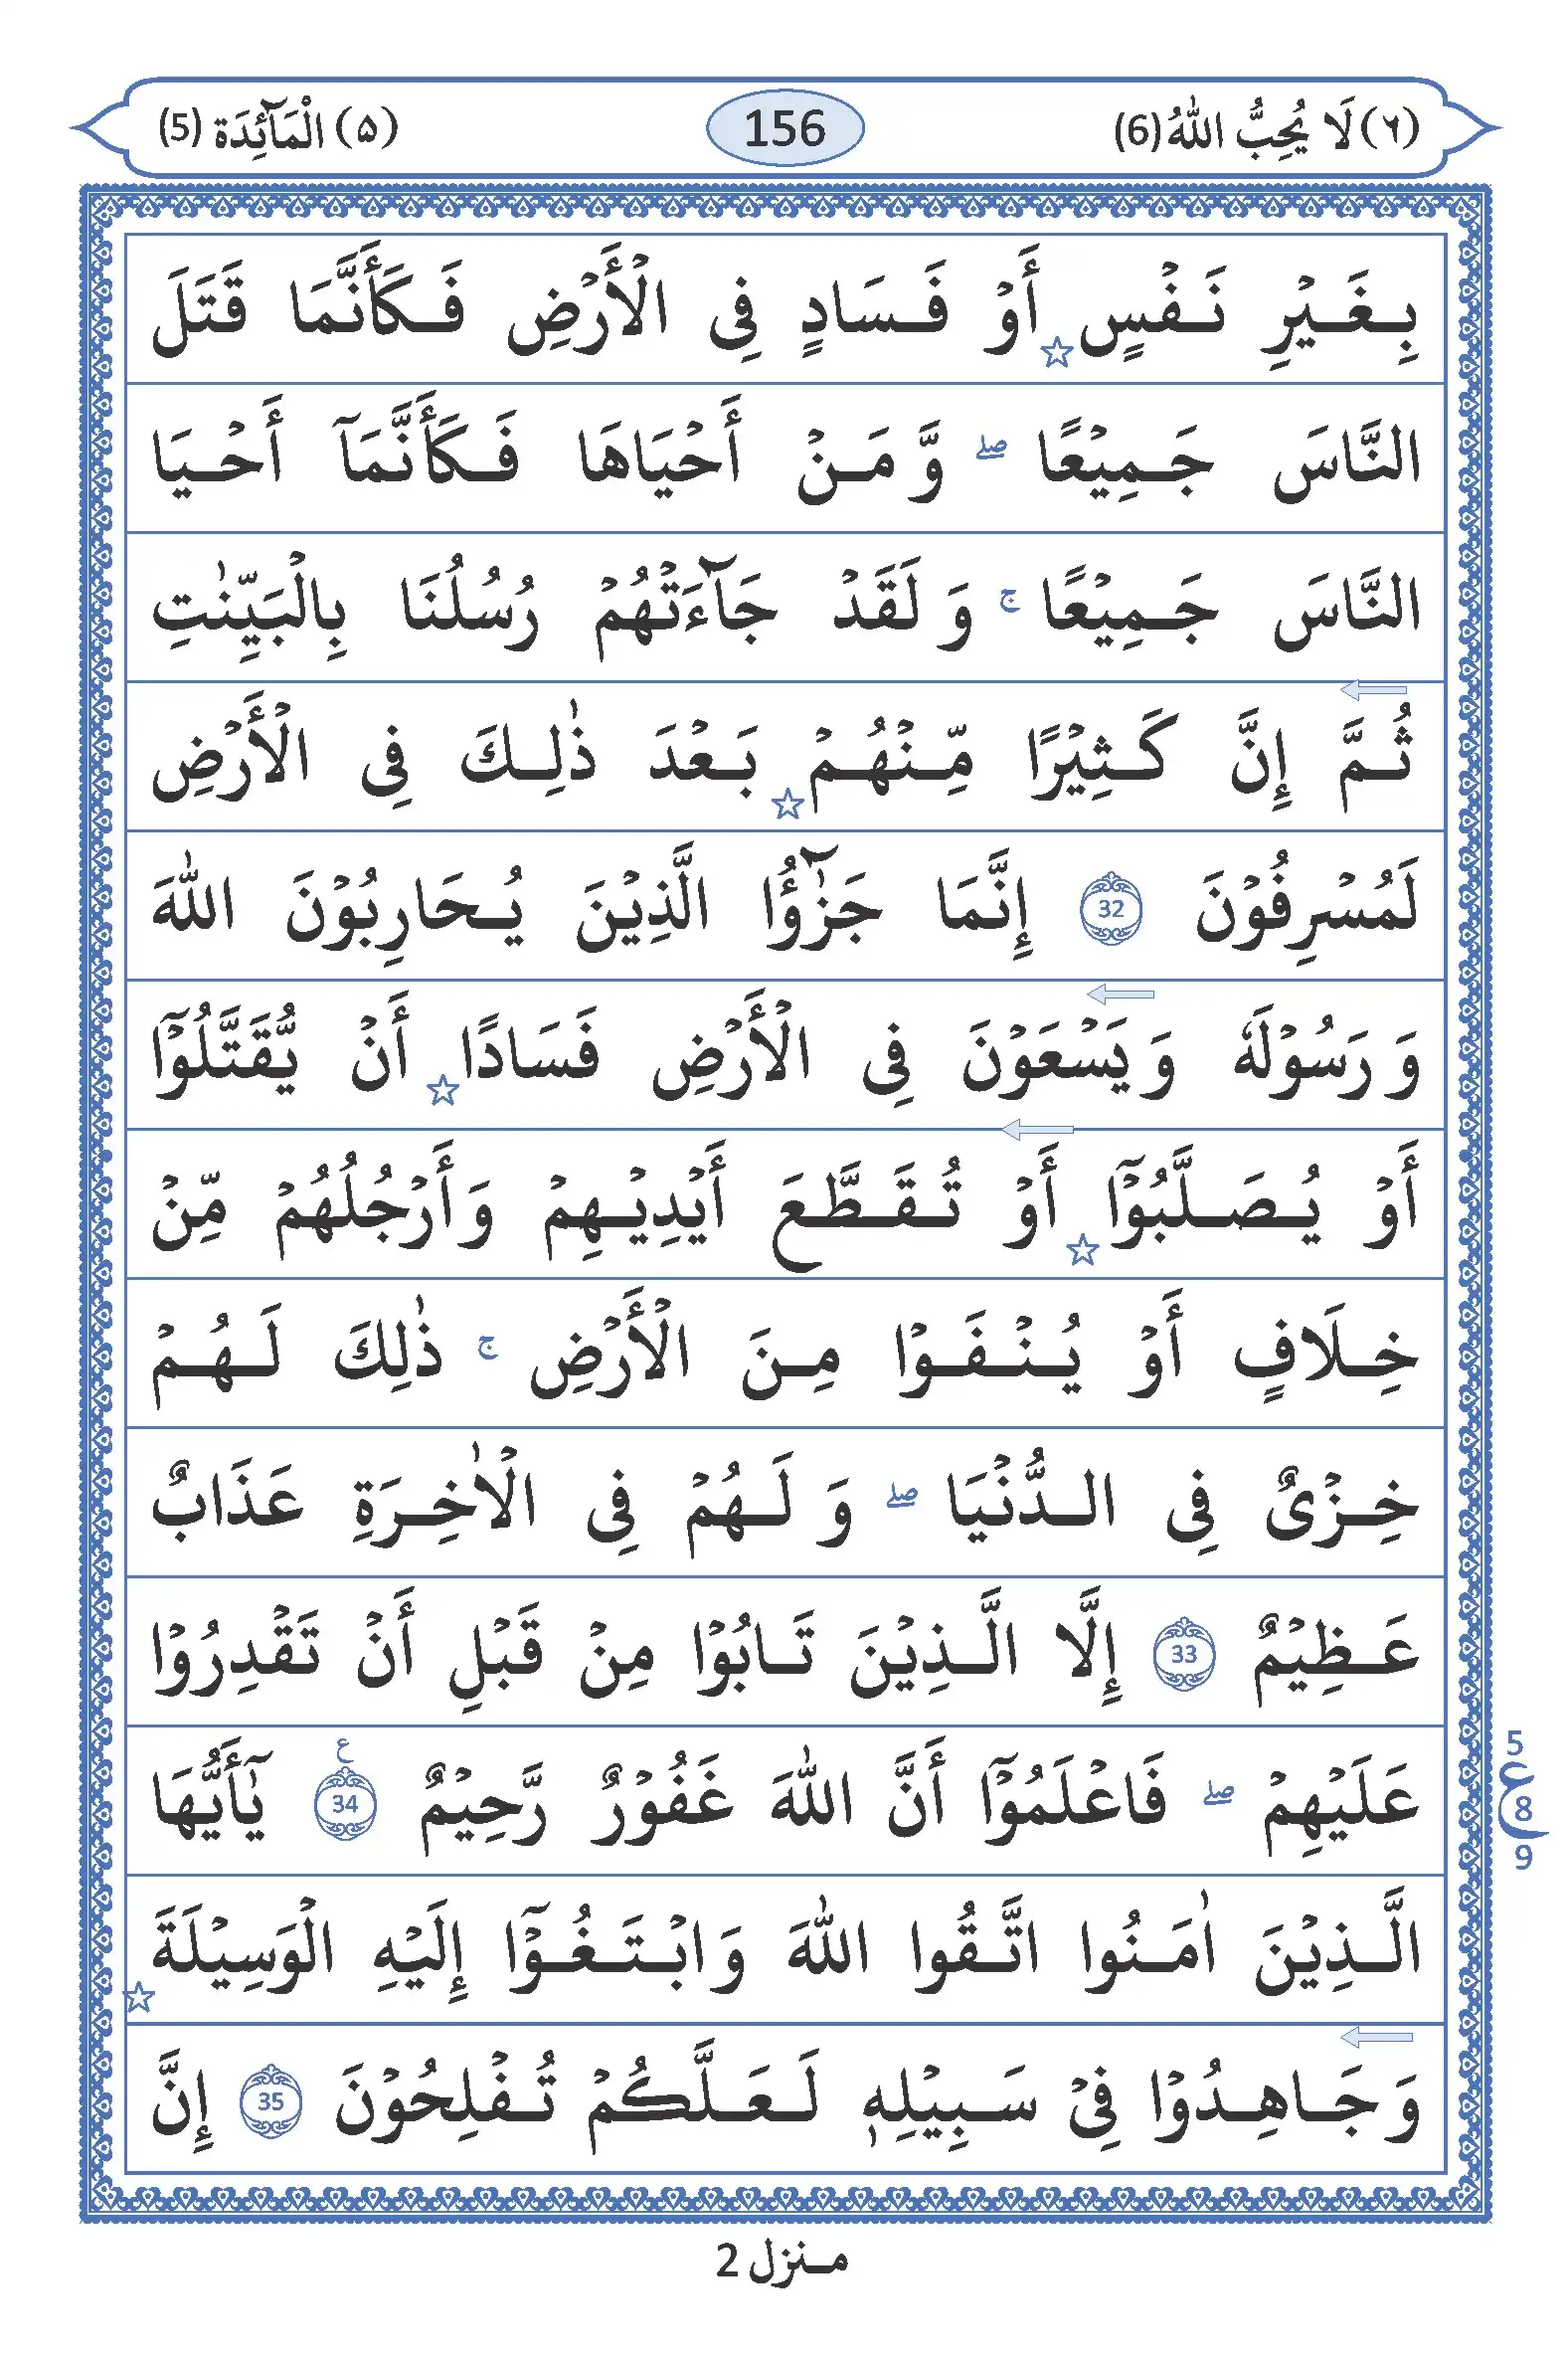 (٦) لَا يُحِبُّ اللّٰهُ (6) 156 (۵) الْمَآئِدَة (5)
بِغَيْرِ نَفْسٍ أَوْ فَسَادٍ فِى الْأَرْضِ فَكَأَنَّمَا قَتَلَ
النَّاسَ جَمِيْعًا ۖ وَّمَنْ أَحْيَاهَا فَكَأَنَّمَآ أَحْيَا
النَّاسَ جَمِيْعًا ۚ وَلَقَدْ جَآءَتْهُمْ رُسُلُنَا بِالْبَيِّنٰتِ
ثُمَّ إِنَّ كَثِيْرًا مِّنْهُمْ بَعْدَ ذٰلِكَ فِى الْأَرْضِ
لَمُسْرِفُوْنَ 32 إِنَّمَا جَزٰٓؤُا الَّذِيْنَ يُحَارِبُوْنَ اللّٰهَ
وَرَسُوْلَهٗ وَيَسْعَوْنَ فِى الْأَرْضِ فَسَادًا أَنْ يُّقَتَّلُوْٓا
أَوْ يُصَلَّبُوْٓا أَوْ تُقَطَّعَ أَيْدِيْهِمْ وَأَرْجُلُهُمْ مِّنْ
خِلَافٍ أَوْ يُنْفَوْا مِنَ الْأَرْضِ ۚ ذٰلِكَ لَهُمْ
خِزْىٌ فِى الدُّنْيَا ۖ وَلَهُمْ فِى الْاٰخِرَةِ عَذَابٌ
عَظِيْمٌ 33 إِلَّا الَّذِيْنَ تَابُوْا مِنْ قَبْلِ أَنْ تَقْدِرُوْا
عَلَيْهِمْ ۖ فَاعْلَمُوْٓا أَنَّ اللّٰهَ غَفُوْرٌ رَّحِيْمٌ 34 ع يٰٓأَيُّهَا
5 ع 8 9
الَّذِيْنَ اٰمَنُوا اتَّقُوا اللّٰهَ وَابْتَغُوْٓا إِلَيْهِ الْوَسِيْلَةَ
وَجَاهِدُوْا فِىْ سَبِيْلِهٖ لَعَلَّكُمْ تُفْلِحُوْنَ 35 إِنَّ
منزل 2